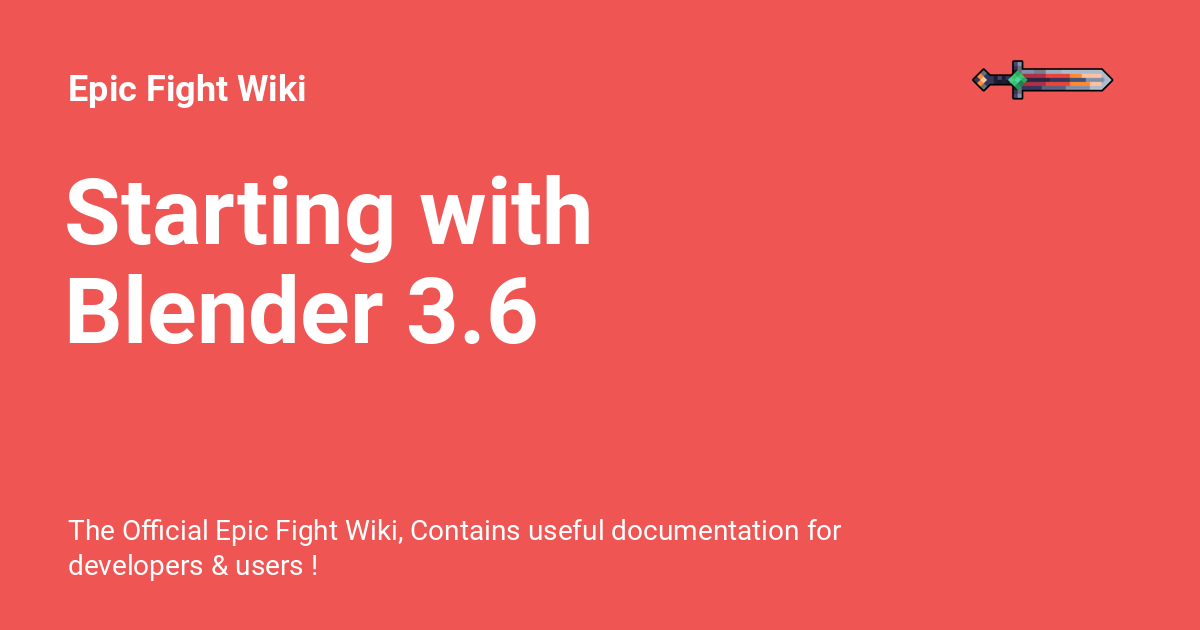 Epic Fight Wiki
Starting with
Blender 3.6
The Official Epic Fight Wiki, Contains useful documentation for
developers & users !